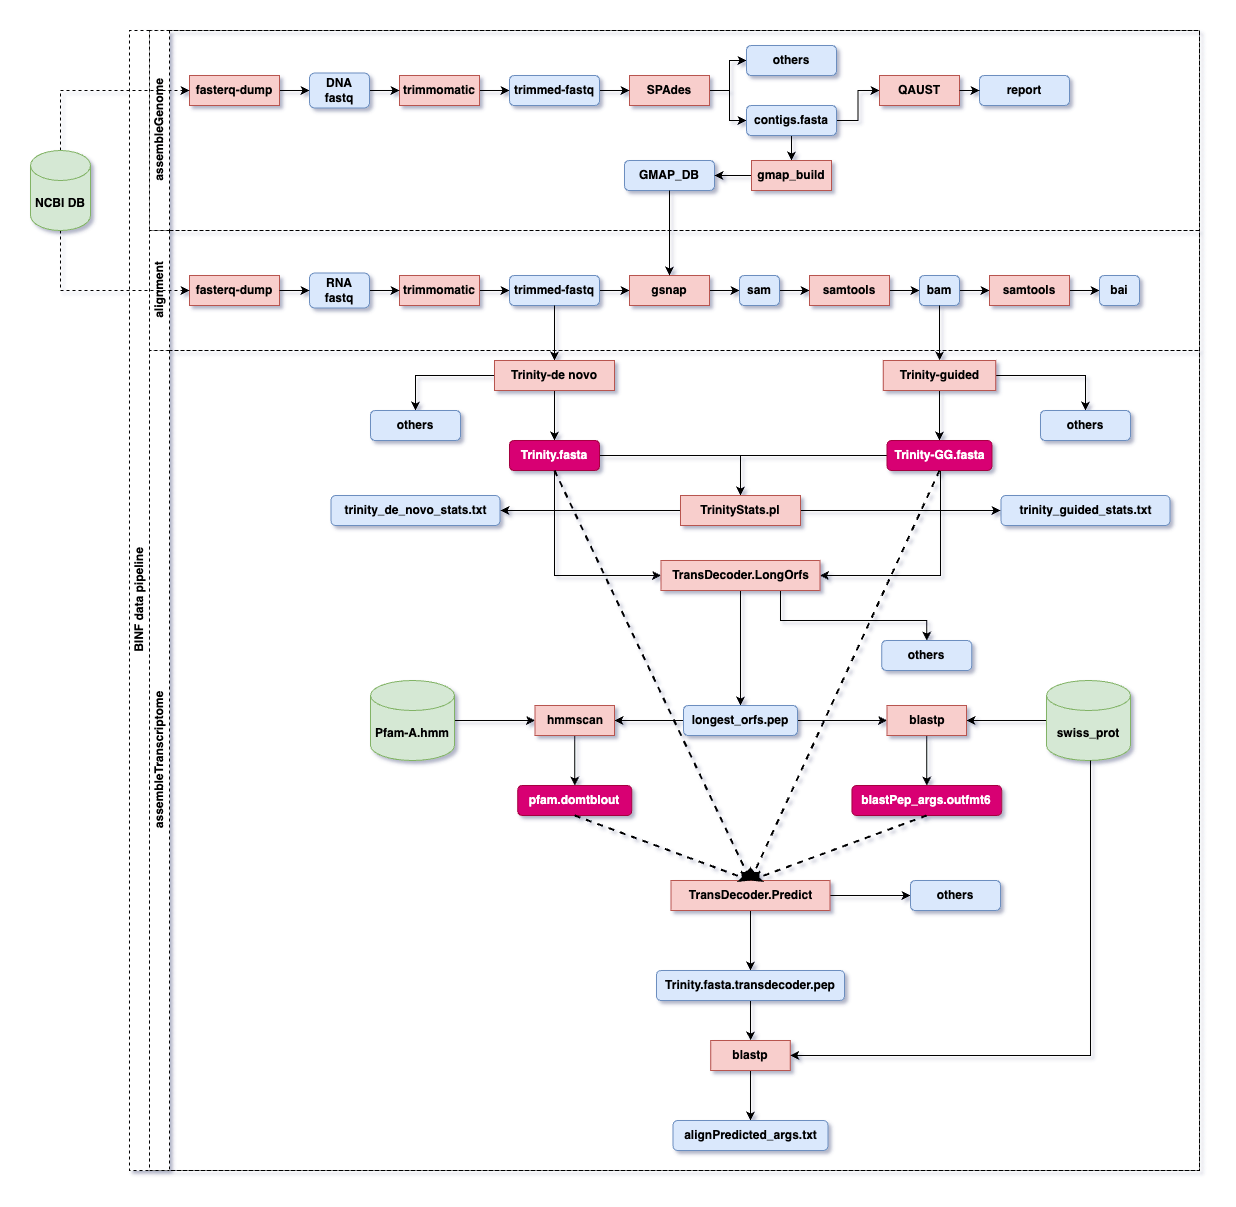 BINF data pipeline
assembleGenome
NCBI DB
fasterq-dump
DNA
fastq
trimmomatic
trimmed-fastq
SPAdes
others
contigs.fasta
QAUST
report
GMAP_DB
gmap_build
alignment
fasterq-dump
RNA
fastq
trimmomatic
trimmed-fastq
gsnap
sam
samtools
bam
samtools
bai
assembleTranscriptome
Trinity-de novo
Trinity-guided
others
others
Trinity.fasta
Trinity-GG.fasta
trinity_de_novo_stats.txt
TrinityStats.pl
trinity_guided_stats.txt
TransDecoder.LongOrfs
others
Pfam-A.hmm
hmmscan
longest_orfs.pep
blastp
swiss_prot
pfam.domtblout
blastPep_args.outfmt6
TransDecoder.Predict
others
Trinity.fasta.transdecoder.pep
blastp
alignPredicted_args.txt